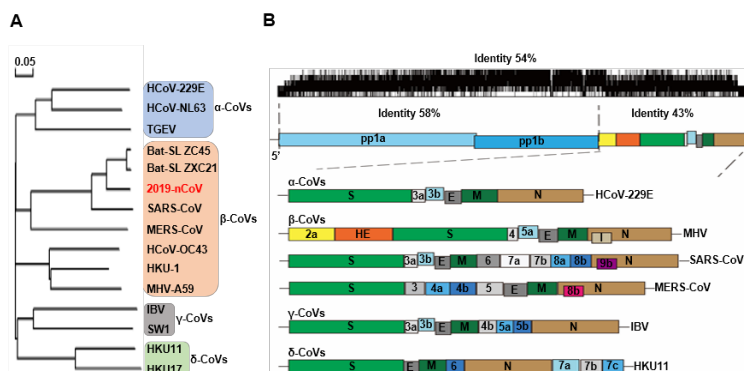 A
0.05
HCoV-229E
HCoV-NL63
TGEV
α-CoVs
Bat-SL ZC45
Bat-SL ZXC21
2019-nCoV
SARS-CoV
MERS-CoV
HCoV-OC43
HKU-1
MHV-A59
β-CoVs
IBV
SW1
γ-CoVs
HKU11
HKU17
δ-CoVs
B
Identity 54%
Identity 58% Identity 43%
pp1a pp1b
5'
α-CoVs
S 3a 3b E M N HCoV-229E
β-CoVs
2a HE S 4 5a E M I N MHV
S 3a 3b E M 6 7a 7b 8a 8b 9b N SARS-CoV
S 3 4a 4b 5 E M 8b N MERS-CoV
γ-CoVs
S 3a 3b E M 4b 5a 5b N IBV
δ-CoVs
S E M 6 N 7a 7b 7c HKU11